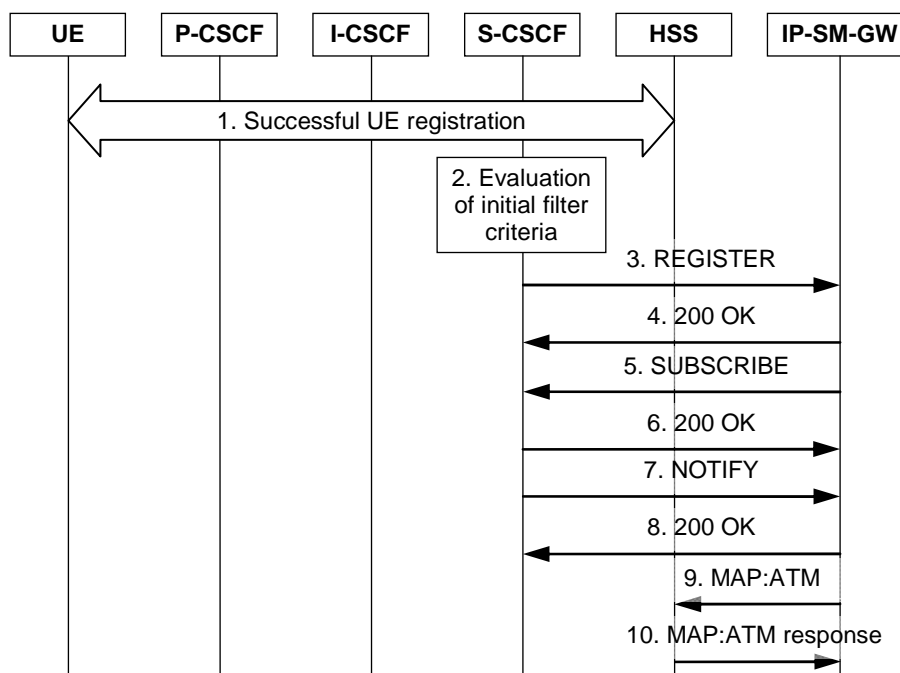 UE
P-CSCF
I-CSCF
S-CSCF
HSS
IP-SM-GW
1. Successful UE registration
2. Evaluation
of initial filter
criteria
3. REGISTER
4. 200 OK
5. SUBSCRIBE
6. 200 OK
7. NOTIFY
8. 200 OK
9. MAP:ATM
10. MAP:ATM response